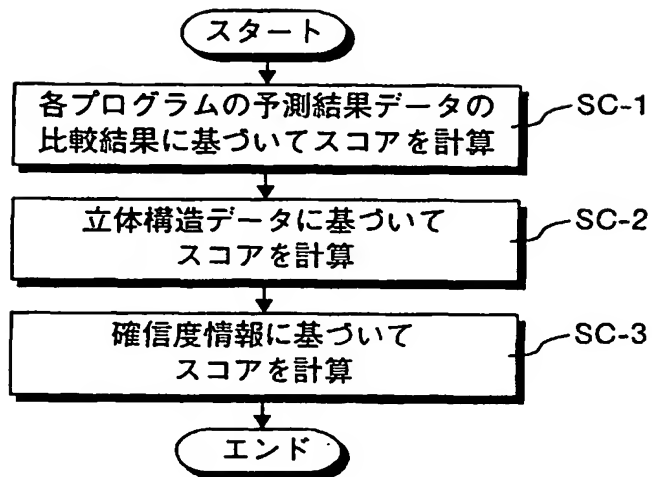 スタート
各プログラムの予測結果データの
比較結果に基づいてスコアを計算
SC-1
立体構造データに基づいて
スコアを計算
SC-2
確信度情報に基づいて
スコアを計算
SC-3
エンド